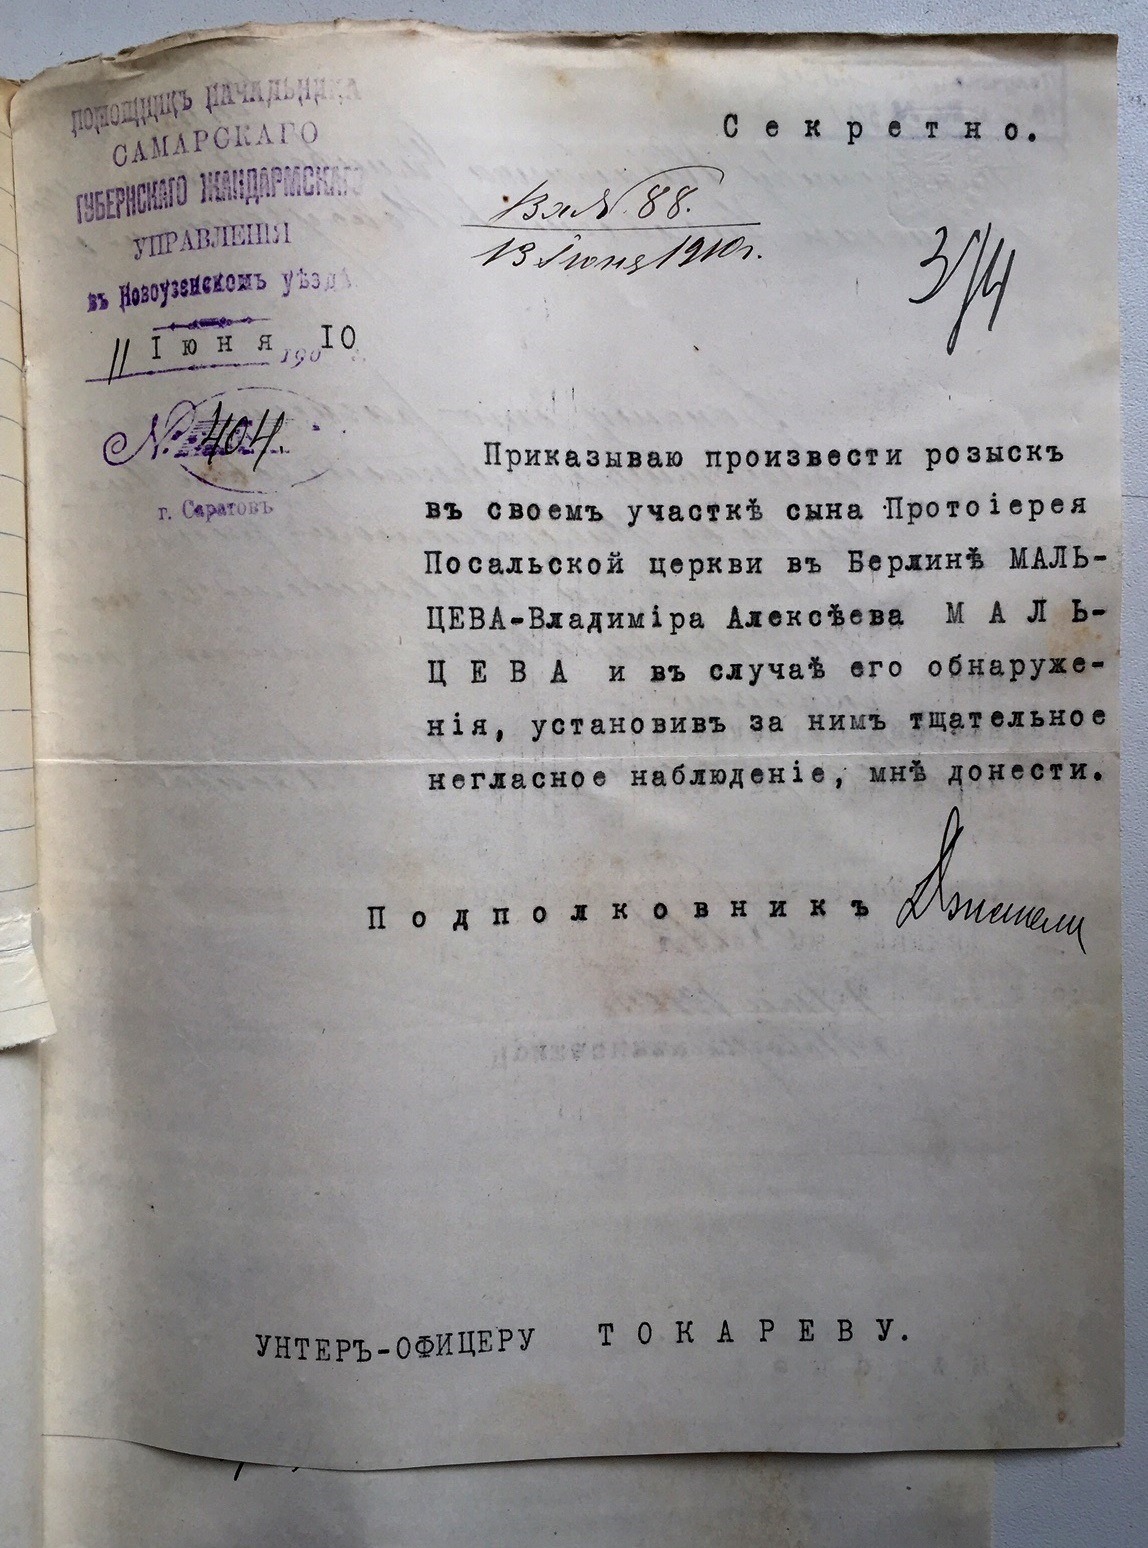 ПОМОЩНИКЪ НАЧАЛЬНИКА
САМАРСКАГО
ГУБЕРНСКАГО ЖАНДАРМСКАГО
УПРАВЛЕНІЯ
въ Новоузенскомъ уѣздѣ.
11 Іюня 1910
№ 404.
г. Саратовъ
Секретно.
Вх № 88.
13 Іюня 1910 г.
Приказываю произвести розыскъ
въ своемъ участкѣ сына Протоіерея
Посальской церкви въ Берлинѣ МАЛЬ-
ЦЕВА-Владиміра Алексѣева МАЛЬ-
ЦЕВА и въ случаѣ его обнаруже-
нія, установивъ за нимъ тщательное
негласное наблюденіе, мнѣ донести.
Подполковникъ
УНТЕРЪ-ОФИЦЕРУ ТОКАРЕВУ.